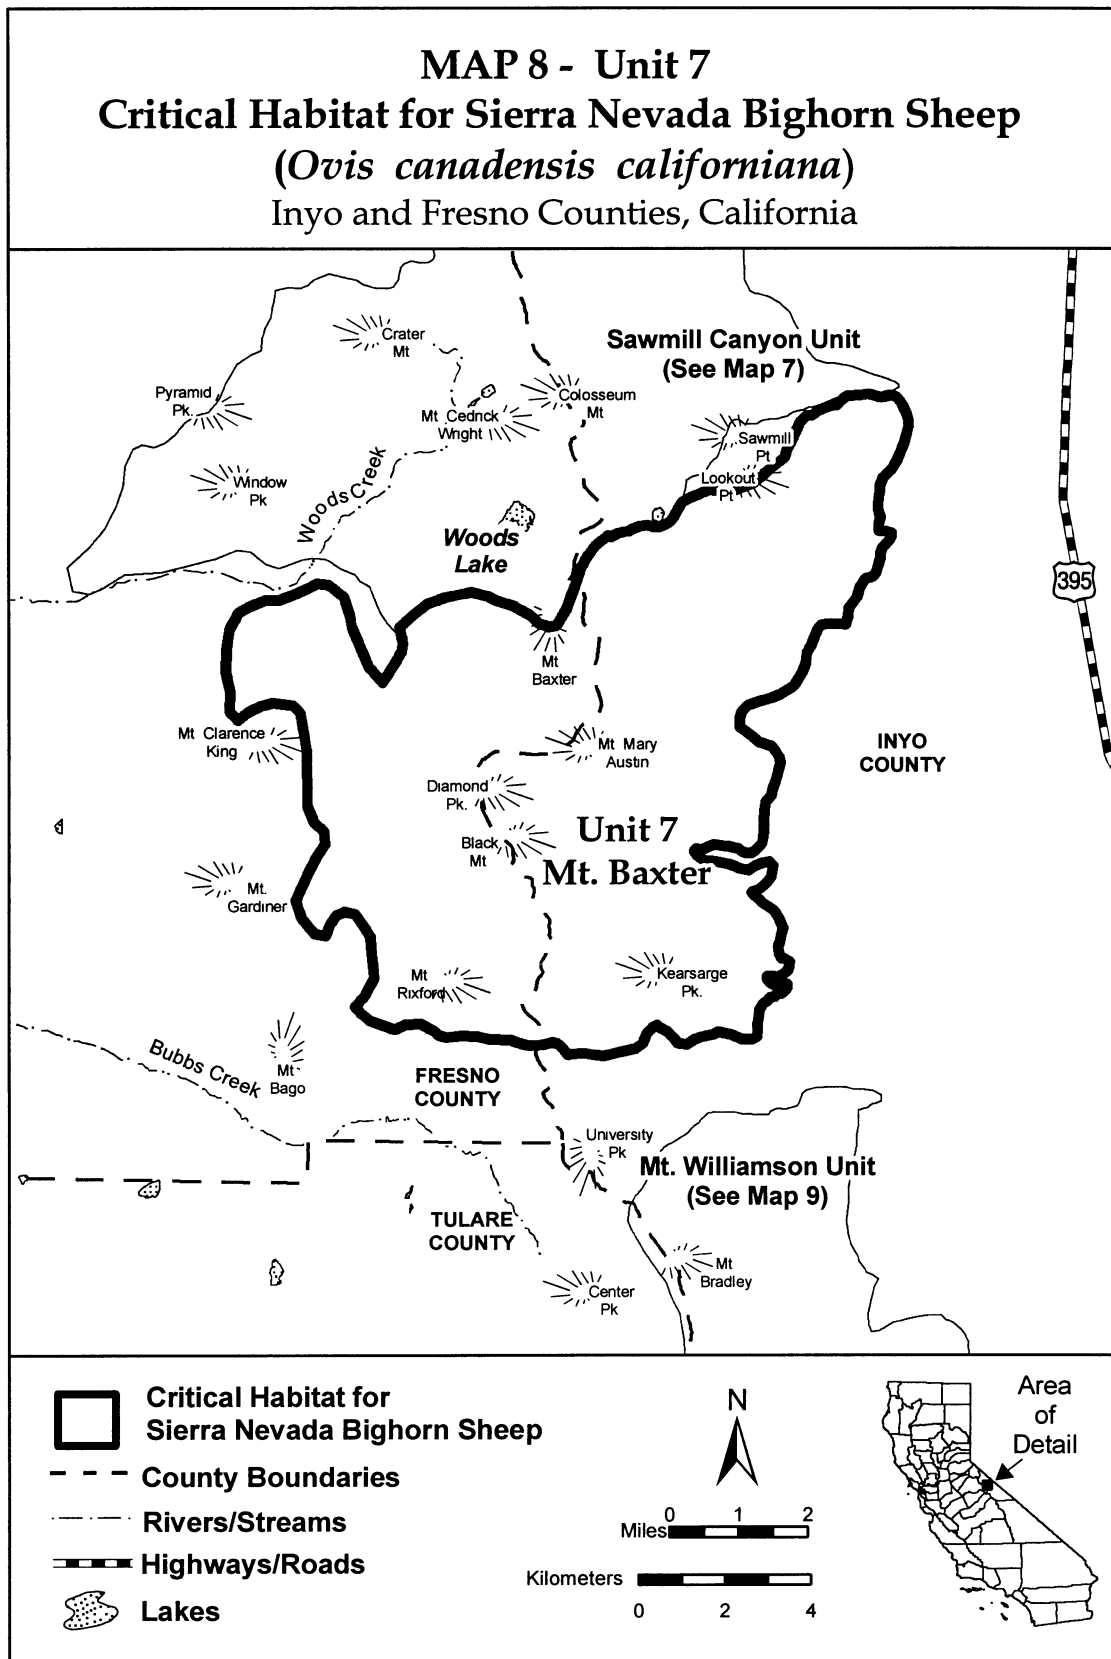 MAP 8 - Unit 7
Critical Habitat for Sierra Nevada Bighorn Sheep
(Ovis canadensis californiana)
Inyo and Fresno Counties, California
Crater
Mt
Sawmill Canyon Unit
(See Map 7)
Pyramid
Pk.
Colosseum
Mt
Mt Cedrick
Wright
Sawmill
Pt
Window
Pk
Lookout
Pt
Woods Creek
Woods
Lake
395
Mt
Baxter
Mt Clarence
King
Mt Mary
Austin
INYO
COUNTY
Diamond
Pk.
Black
Mt
Unit 7
Mt. Baxter
Mt.
Gardiner
Mt
Rixford
Kearsarge
Pk.
Bubbs Creek
Mt
Bago
FRESNO
COUNTY
University
Pk
Mt. Williamson Unit
(See Map 9)
TULARE
COUNTY
Mt
Bradley
Center
Pk
Critical Habitat for
Sierra Nevada Bighorn Sheep
County Boundaries
Rivers/Streams
Highways/Roads
Lakes
N
0 1 2
Miles
Kilometers
0 2 4
Area
of
Detail